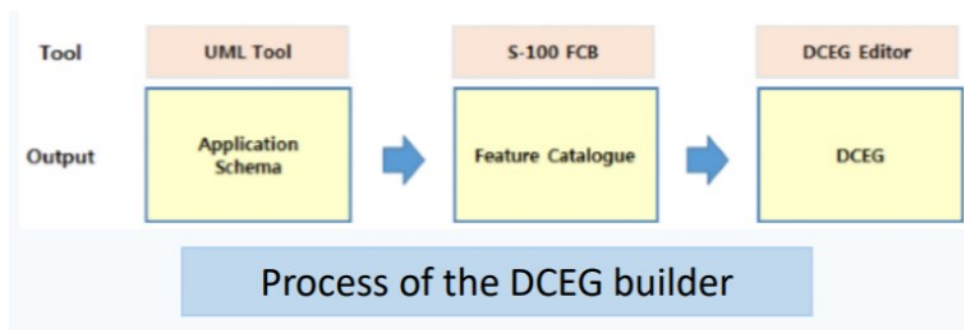 Tool
UML Tool
S-100 FCB
DCEG Editor
Output
Application
Schema
Feature Catalogue
DCEG
Process of the DCEG builder